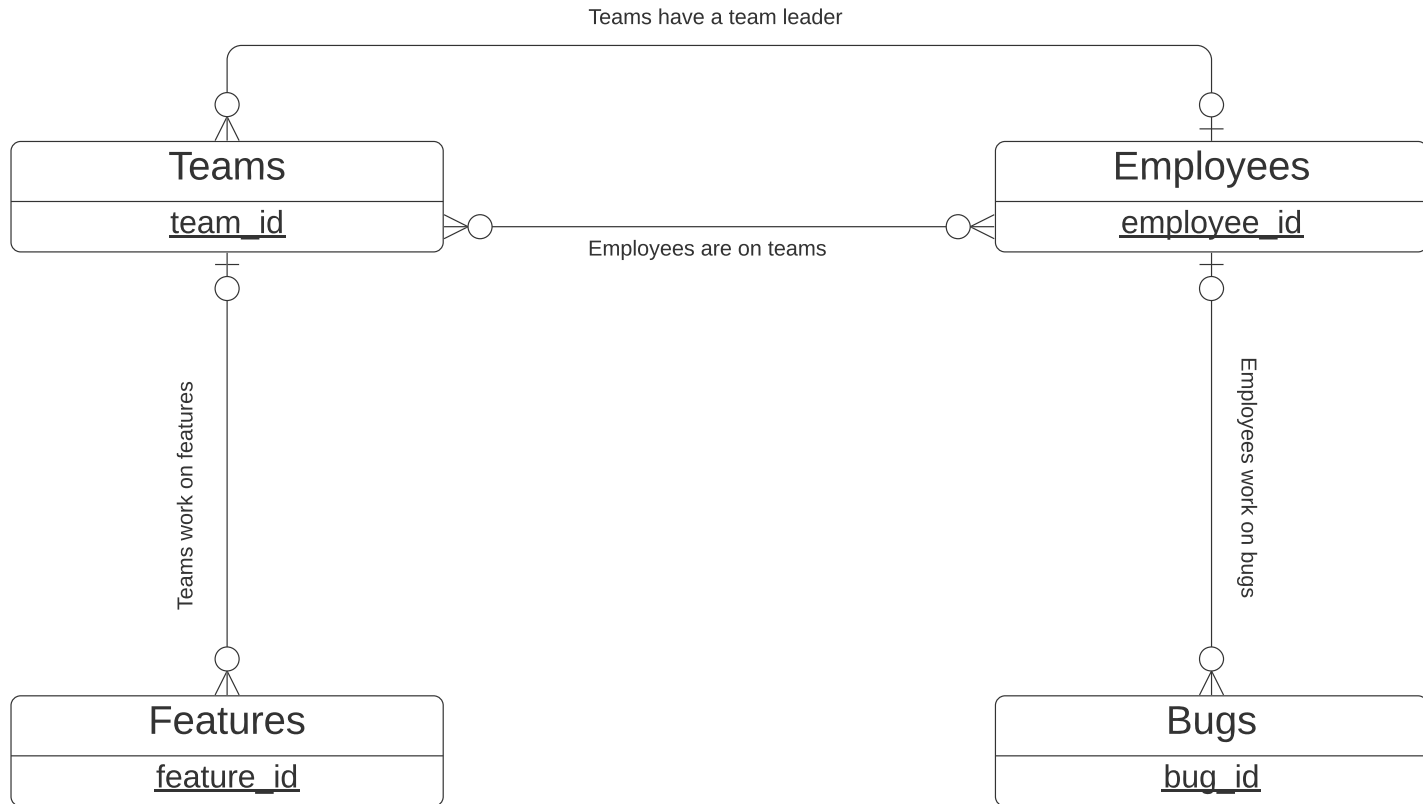 Teams have a team leader
Teams
team_id
Employees
employee_id
Employees are on teams
Teams work on features
Employees work on bugs
Features
feature_id
Bugs
bug_id